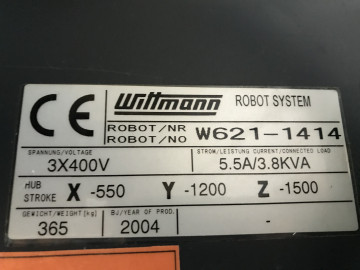 CE Wittmann ROBOT SYSTEM
ROBOT/NR
ROBOT/NO W621-1414
SPANNUNG/VOLTAGE STROM/LEISTUNG CURRENT/CONNECTED LOAD
3X400V 5.5A/3.8KVA
HUB
STROKE X -550 Y -1200 Z -1500
GEWICHT/WEIGHT[kg] BJ/YEAR OF PROD.
365 2004